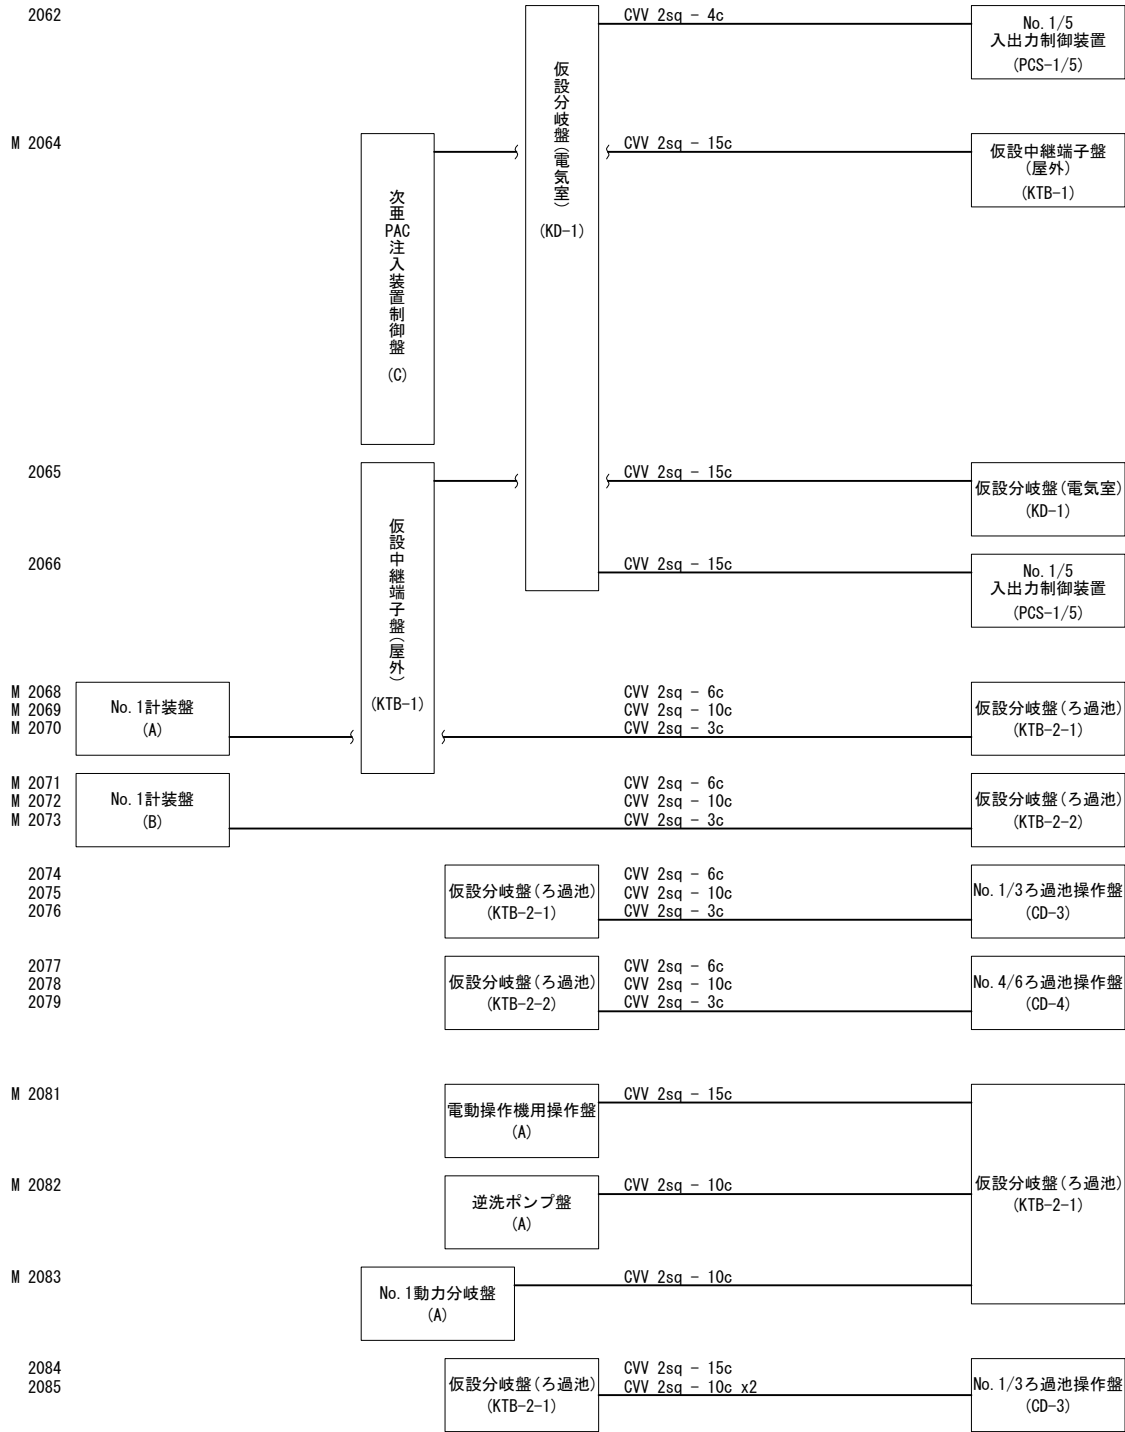 2062
CVV 2sq - 4c
No.1/5
入出力制御装置
(PCS-1/5)
仮設分岐盤(電気室)
(KD-1)
M 2064
CVV 2sq - 15c
仮設中継端子盤
(屋外)
(KTB-1)
次亜PAC注入装置制御盤
(C)
2065
CVV 2sq - 15c
仮設分岐盤(電気室)
(KD-1)
仮設中継端子盤(屋外)
(KTB-1)
2066
CVV 2sq - 15c
No.1/5
入出力制御装置
(PCS-1/5)
M 2068
M 2069
M 2070
No.1計装盤
(A)
CVV 2sq - 6c
CVV 2sq - 10c
CVV 2sq - 3c
仮設分岐盤(ろ過池)
(KTB-2-1)
M 2071
M 2072
M 2073
No.1計装盤
(B)
CVV 2sq - 6c
CVV 2sq - 10c
CVV 2sq - 3c
仮設分岐盤(ろ過池)
(KTB-2-2)
2074
2075
2076
仮設分岐盤(ろ過池)
(KTB-2-1)
CVV 2sq - 6c
CVV 2sq - 10c
CVV 2sq - 3c
No.1/3ろ過池操作盤
(CD-3)
2077
2078
2079
仮設分岐盤(ろ過池)
(KTB-2-2)
CVV 2sq - 6c
CVV 2sq - 10c
CVV 2sq - 3c
No.4/6ろ過池操作盤
(CD-4)
M 2081
電動操作機用操作盤
(A)
CVV 2sq - 15c
仮設分岐盤(ろ過池)
(KTB-2-1)
M 2082
逆洗ポンプ盤
(A)
CVV 2sq - 10c
M 2083
No.1動力分岐盤
(A)
CVV 2sq - 10c
2084
2085
仮設分岐盤(ろ過池)
(KTB-2-1)
CVV 2sq - 15c
CVV 2sq - 10c x2
No.1/3ろ過池操作盤
(CD-3)